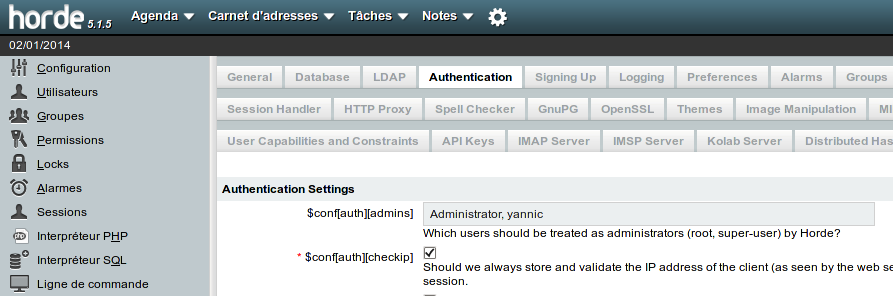 horde 5.1.5 Agenda Carnet d'adresses Tâches Notes
02/01/2014
Configuration
Utilisateurs
Groupes
Permissions
Locks
Alarmes
Sessions
Interpréteur PHP
Interpréteur SQL
Ligne de commande
General Database LDAP Authentication Signing Up Logging Preferences Alarms Groups
Session Handler HTTP Proxy Spell Checker GnuPG OpenSSL Themes Image Manipulation
User Capabilities and Constraints API Keys IMAP Server IMSP Server Kolab Server Distributed Has
Authentication Settings
$conf[auth][admins] Administrator, yannic
Which users should be treated as administrators (root, super-user) by Horde?
* $conf[auth][checkip]
Should we always store and validate the IP address of the client (as seen by the web se
session.